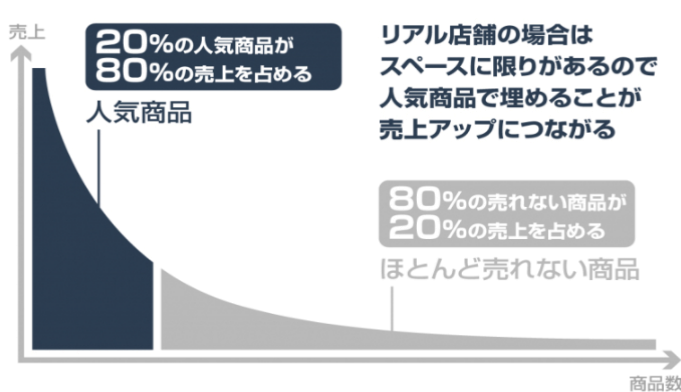 売上
20%の人気商品が
80%の売上を占める
人気商品
リアル店舗の場合は
スペースに限りがあるので
人気商品で埋めることが
売上アップにつながる
80%の売れない商品が
20%の売上を占める
ほとんど売れない商品
商品数